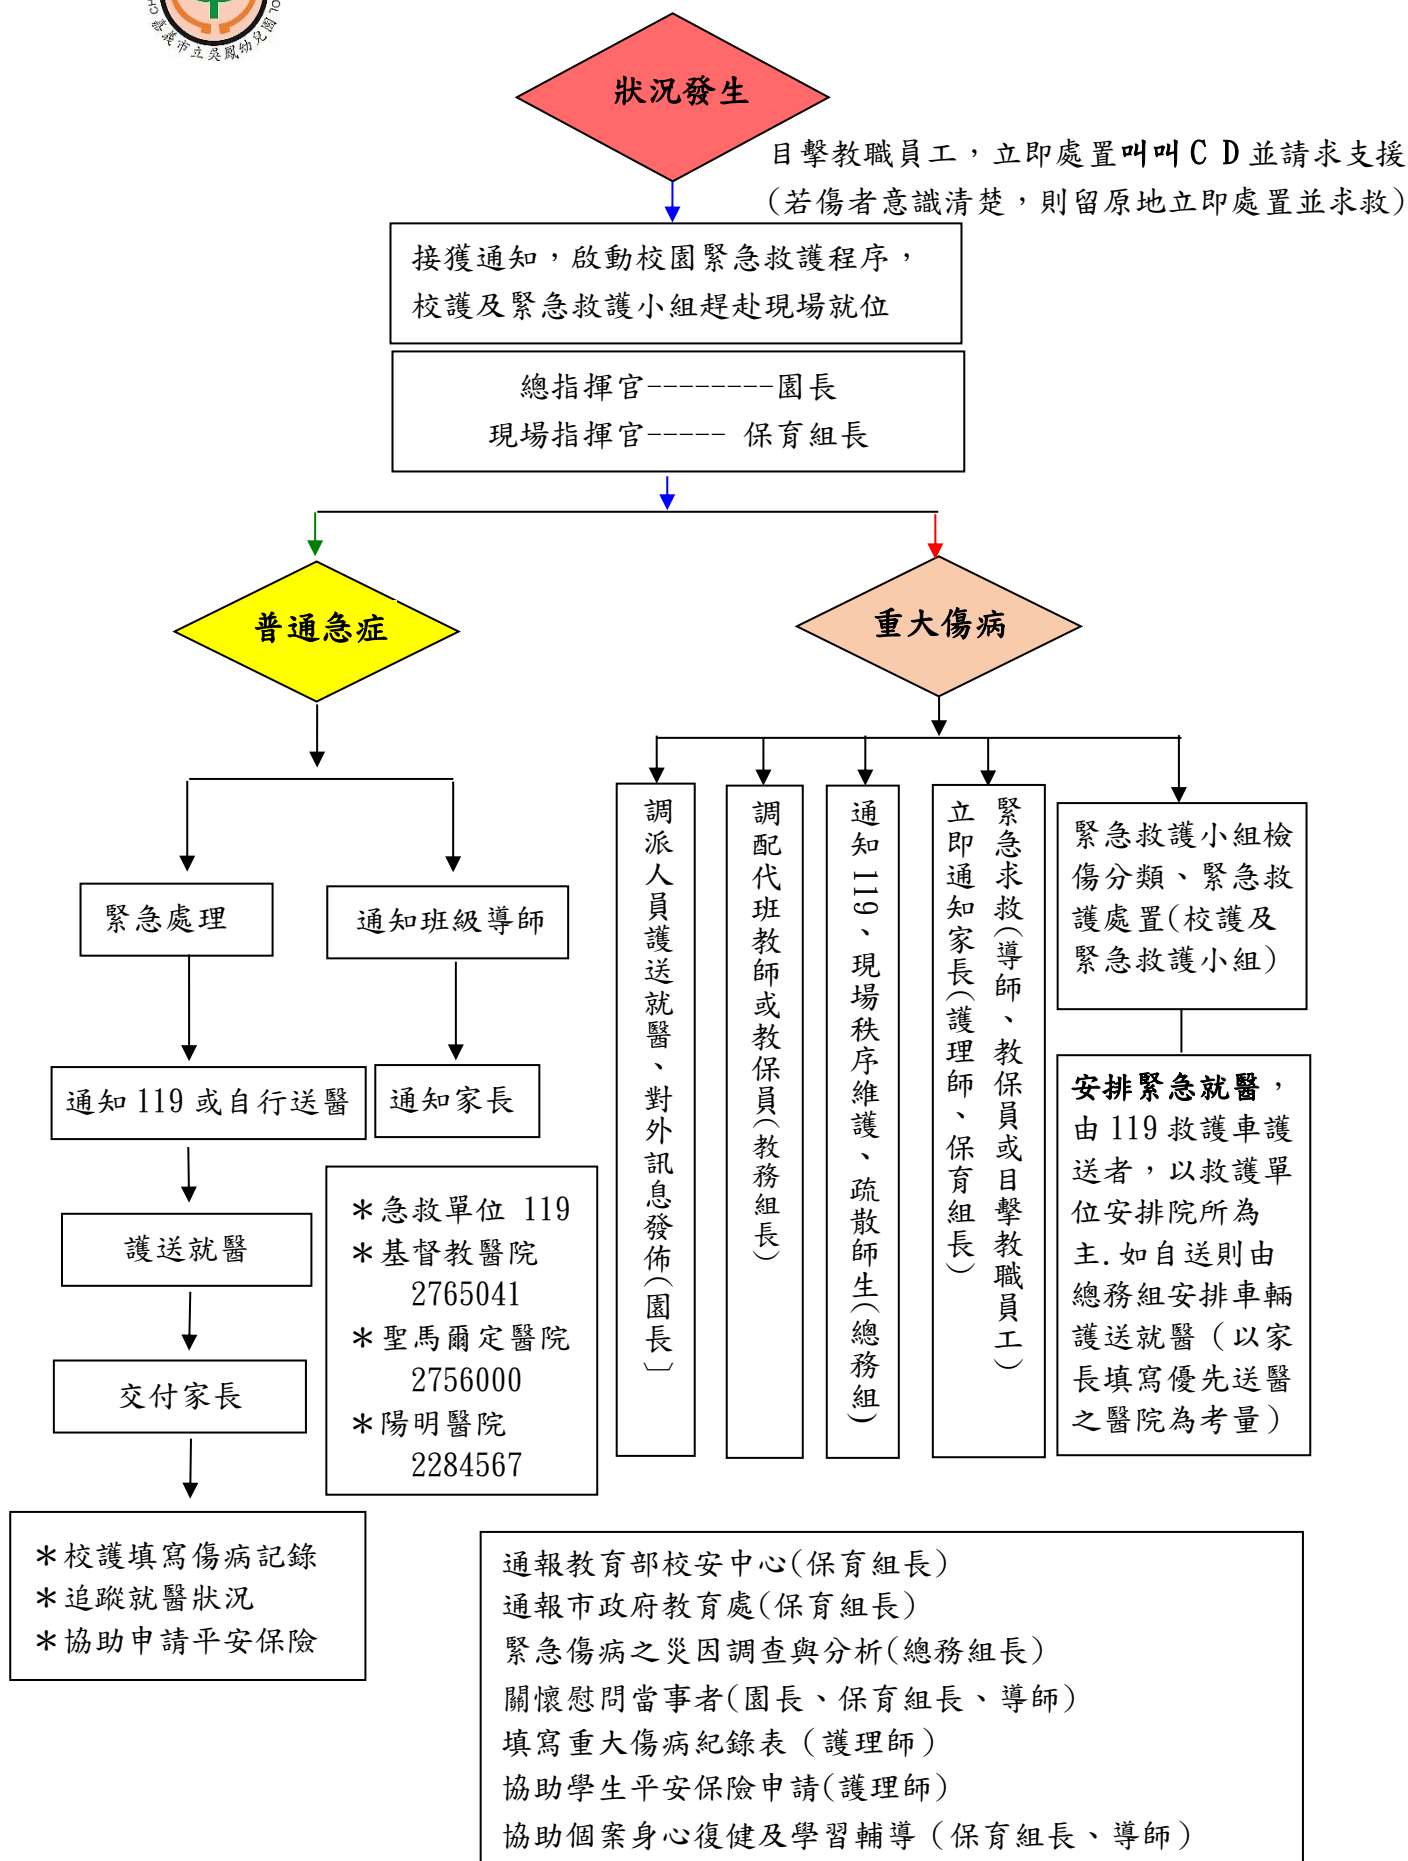 嘉義市立吳鳳幼兒園
狀況發生
目擊教職員工，立即處置叫叫CD並請求支援
(若傷者意識清楚，則留原地立即處置並求救)
接獲通知，啟動校園緊急救護程序，
校護及緊急救護小組趕赴現場就位
總指揮官--------園長
現場指揮官----- 保育組長
普通急症
重大傷病
緊急處理
通知班級導師
通知119或自行送醫
通知家長
護送就醫
交付家長
＊急救單位 119
＊基督教醫院
2765041
＊聖馬爾定醫院
2756000
＊陽明醫院
2284567
＊校護填寫傷病記錄
＊追蹤就醫狀況
＊協助申請平安保險
調派人員護送就醫、對外訊息發佈(園長〕
調配代班教師或教保員(教務組長)
通知119、現場秩序維護、疏散師生(總務組)
緊急求救(導師、教保員或目擊教職員工)
立即通知家長(護理師、保育組長)
緊急救護小組檢
傷分類、緊急救
護處置(校護及
緊急救護小組)
安排緊急就醫，
由119救護車護
送者，以救護單
位安排院所為
主.如自送則由
總務組安排車輛
護送就醫（以家
長填寫優先送醫
之醫院為考量）
通報教育部校安中心(保育組長)
通報市政府教育處(保育組長)
緊急傷病之災因調查與分析(總務組長)
關懷慰問當事者(園長、保育組長、導師)
填寫重大傷病紀錄表（護理師）
協助學生平安保險申請(護理師)
協助個案身心復健及學習輔導（保育組長、導師）